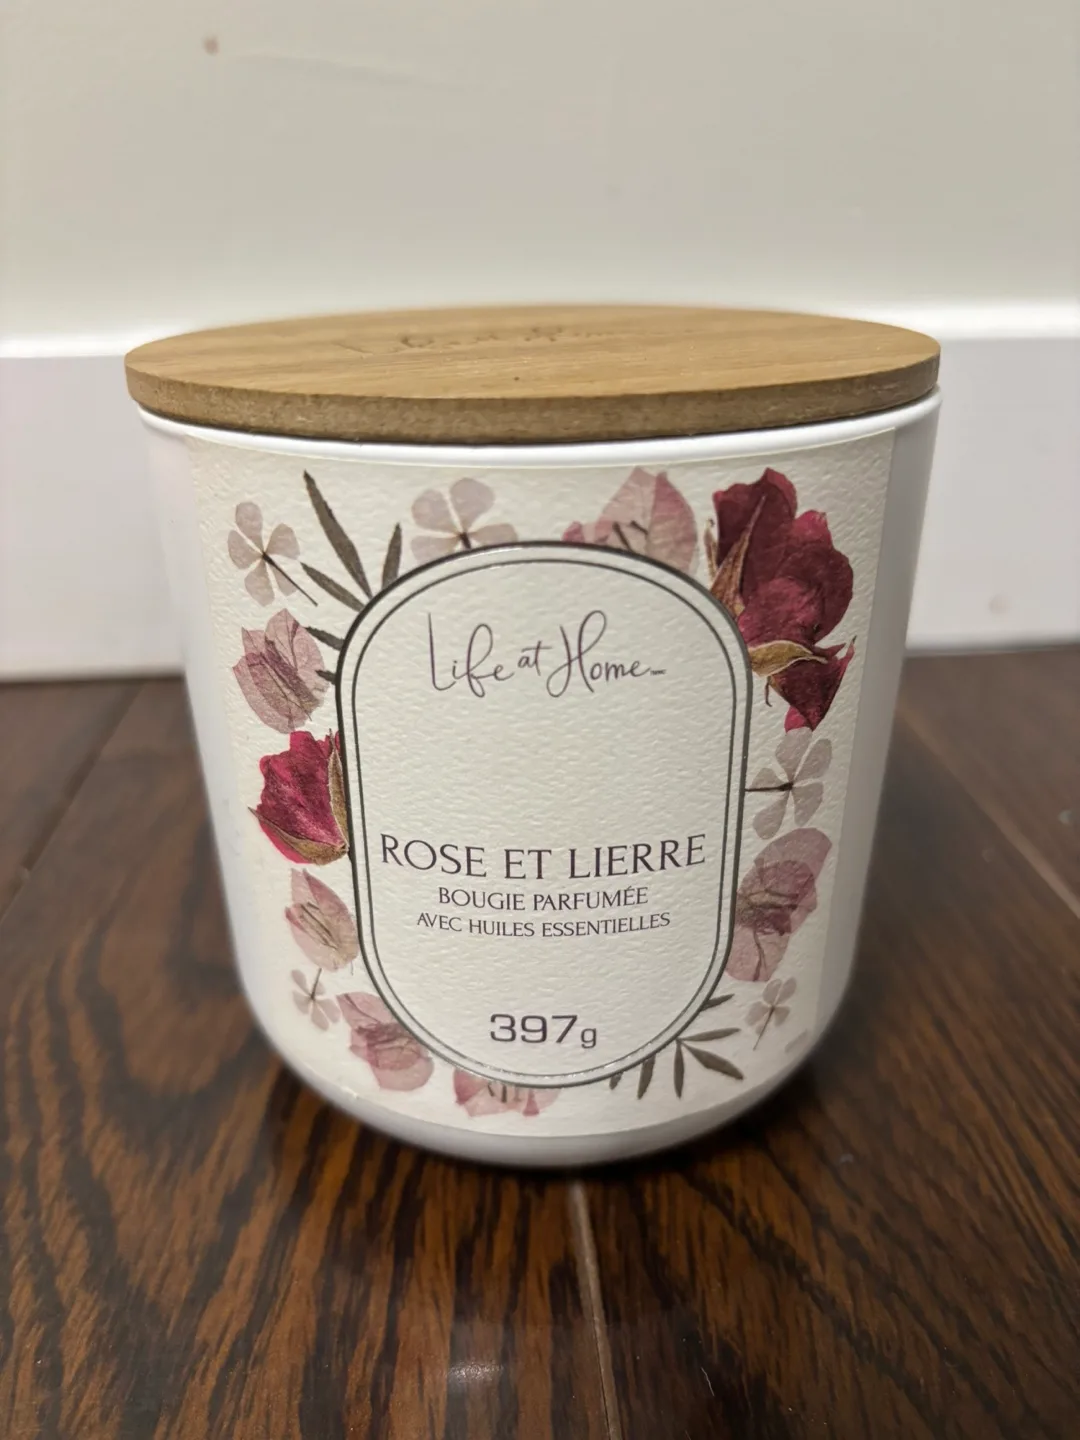 Life at Home
ROSE ET LIERRE
BOUGIE PARFUMÉE
AVEC HUILES ESSENTIELLES
397g